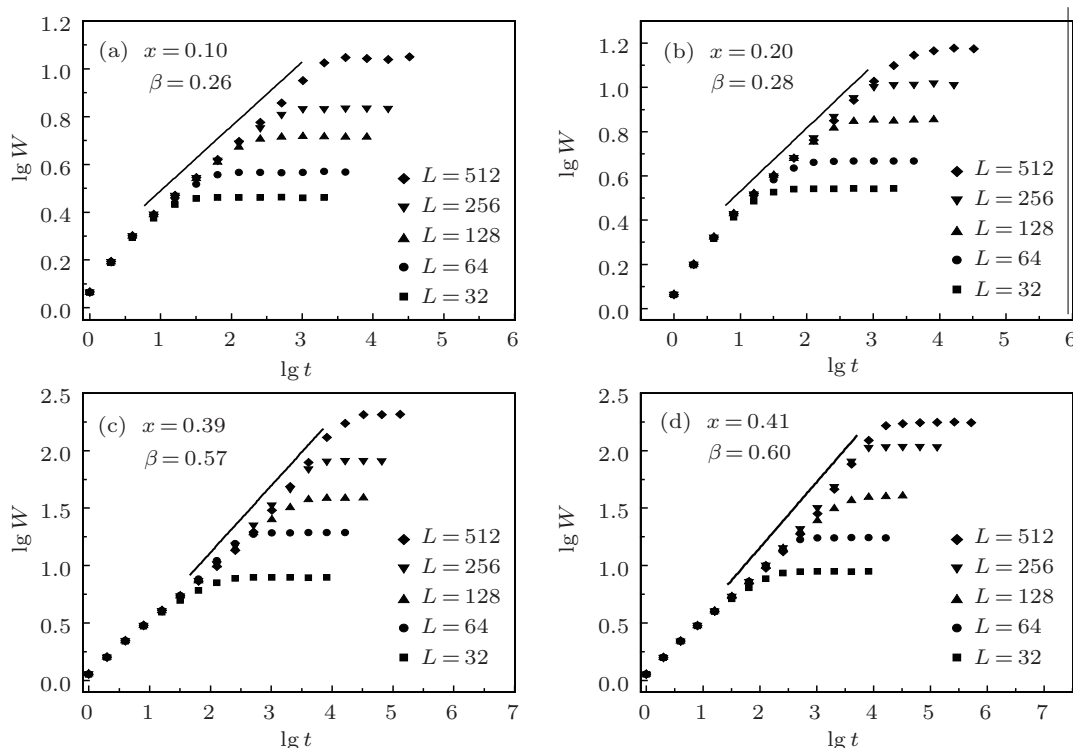 (a) x = 0.10
β = 0.26
1.2
1.0
0.8
0.6
0.4
0.2
0.0
lg W
L = 512
L = 256
L = 128
L = 64
L = 32
0 1 2 3 4 5 6
lg t
(b) x = 0.20
β = 0.28
1.2
1.0
0.8
0.6
0.4
0.2
0.0
lg W
L = 512
L = 256
L = 128
L = 64
L = 32
0 1 2 3 4 5 6
lg t
(c) x = 0.39
β = 0.57
2.5
2.0
1.5
1.0
0.5
0.0
lg W
L = 512
L = 256
L = 128
L = 64
L = 32
0 1 2 3 4 5 6 7
lg t
(d) x = 0.41
β = 0.60
2.5
2.0
1.5
1.0
0.5
0.0
lg W
L = 512
L = 256
L = 128
L = 64
L = 32
0 1 2 3 4 5 6 7
lg t